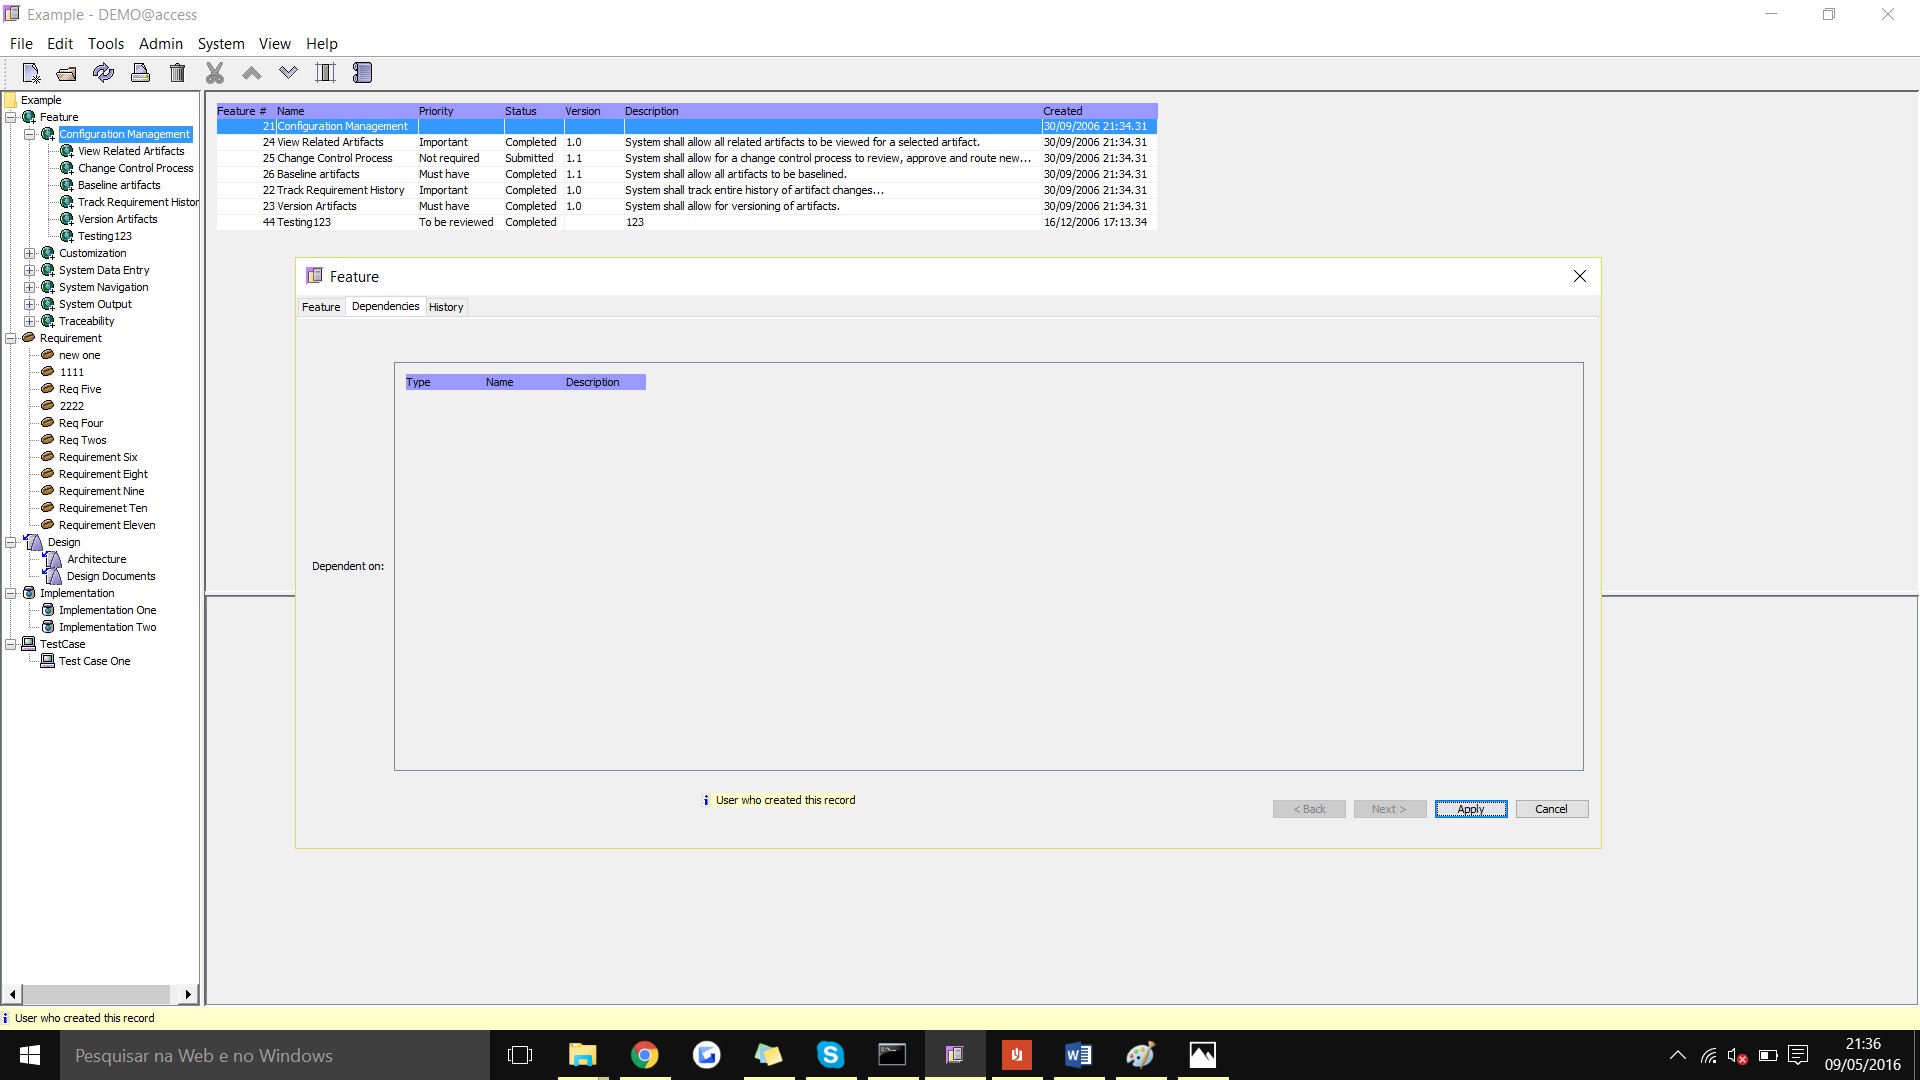 Example - DEMO@access
File Edit Tools Admin System View Help
Example
Feature
Configuration Management
View Related Artifacts
Change Control Process
Baseline artifacts
Track Requirement Histor
Version Artifacts
Testing123
Customization
System Data Entry
System Navigation
System Output
Traceability
Requirement
new one
1111
Req Five
2222
Req Four
Req Twos
Requirement Six
Requirement Eight
Requirement Nine
Requiremenet Ten
Requirement Eleven
Design
Architecture
Design Documents
Implementation
Implementation One
Implementation Two
TestCase
Test Case One
Feature # Name Priority Status Version Description Created
21 Configuration Management 30/09/2006 21:34.31
24 View Related Artifacts Important Completed 1.0 System shall allow all related artifacts to be viewed for a selected artifact. 30/09/2006 21:34.31
25 Change Control Process Not required Submitted 1.1 System shall allow for a change control process to review, approve and route new... 30/09/2006 21:34.31
26 Baseline artifacts Must have Completed 1.1 System shall allow all artifacts to be baselined. 30/09/2006 21:34.31
22 Track Requirement History Important Completed 1.0 System shall track entire history of artifact changes... 30/09/2006 21:34.31
23 Version Artifacts Must have Completed 1.0 System shall allow for versioning of artifacts. 30/09/2006 21:34.31
44 Testing123 To be reviewed Completed 123 16/12/2006 17:13.34
Feature
Feature Dependencies History
Type Name Description
Dependent on:
User who created this record
< Back Next > Apply Cancel
User who created this record
Pesquisar na Web e no Windows
21:36
09/05/2016